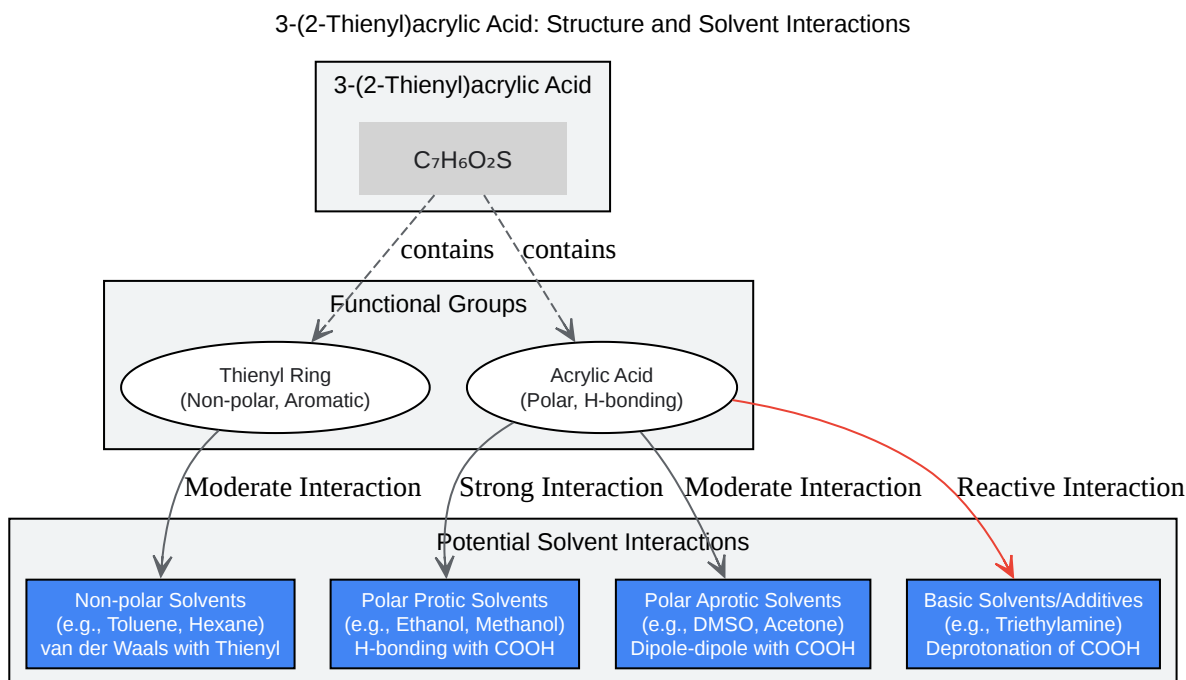 3-(2-Thienyl)acrylic Acid: Structure and Solvent Interactions
3-(2-Thienyl)acrylic Acid
C₇H₆O₂S
contains
contains
Functional Groups
Thienyl Ring
(Non-polar, Aromatic)
Acrylic Acid
(Polar, H-bonding)
Moderate Interaction
Strong Interaction
Moderate Interaction
Reactive Interaction
Potential Solvent Interactions
Non-polar Solvents
(e.g., Toluene, Hexane)
van der Waals with Thienyl
Polar Protic Solvents
(e.g., Ethanol, Methanol)
H-bonding with COOH
Polar Aprotic Solvents
(e.g., DMSO, Acetone)
Dipole-dipole with COOH
Basic Solvents/Additives
(e.g., Triethylamine)
Deprotonation of COOH